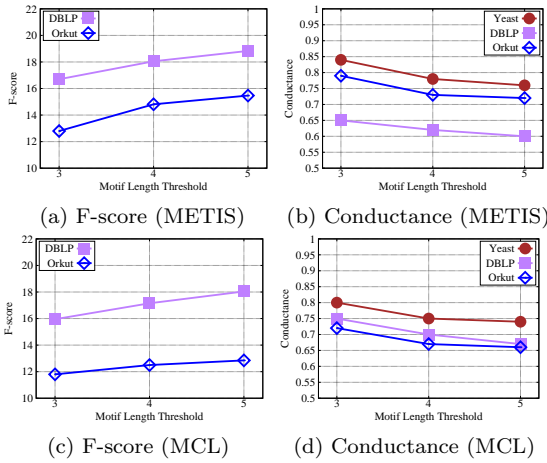 22
20
18
16
14
12
10
F-score
DBLP
Orkut
3 4 5
Motif Length Threshold
(a) F-score (METIS)
1
0.95
0.9
0.85
0.8
0.75
0.7
0.65
0.6
0.55
0.5
Conductance
Yeast
DBLP
Orkut
3 4 5
Motif Length Threshold
(b) Conductance (METIS)
22
20
18
16
14
12
10
F-score
DBLP
Orkut
3 4 5
Motif Length Threshold
(c) F-score (MCL)
1
0.95
0.9
0.85
0.8
0.75
0.7
0.65
0.6
0.55
0.5
Conductance
Yeast
DBLP
Orkut
3 4 5
Motif Length Threshold
(d) Conductance (MCL)